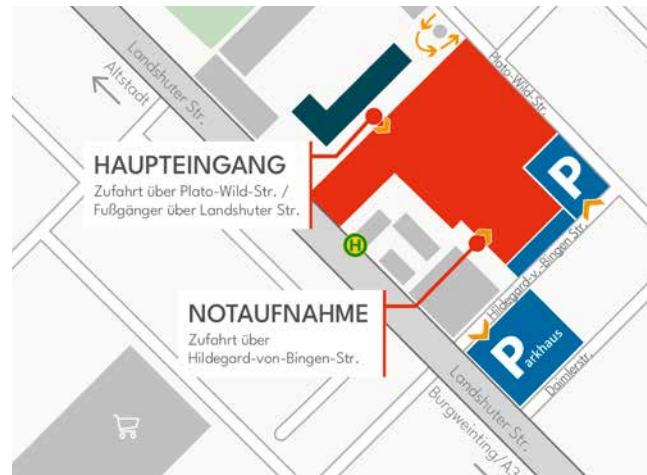 Landshuter Str.
Altstadt
Plato-Wild-Str.
HAUPTEINGANG
Zufahrt über Plato-Wild-Str. /
Fußgänger über Landshuter Str.
P
H
Hildegard-v.-Bingen Str.
NOTAUFNAHME
Zufahrt über
Hildegard-von-Bingen-Str.
Parkhaus
Daimlerstr.
Landshuter Str.
Burgweinting/A3